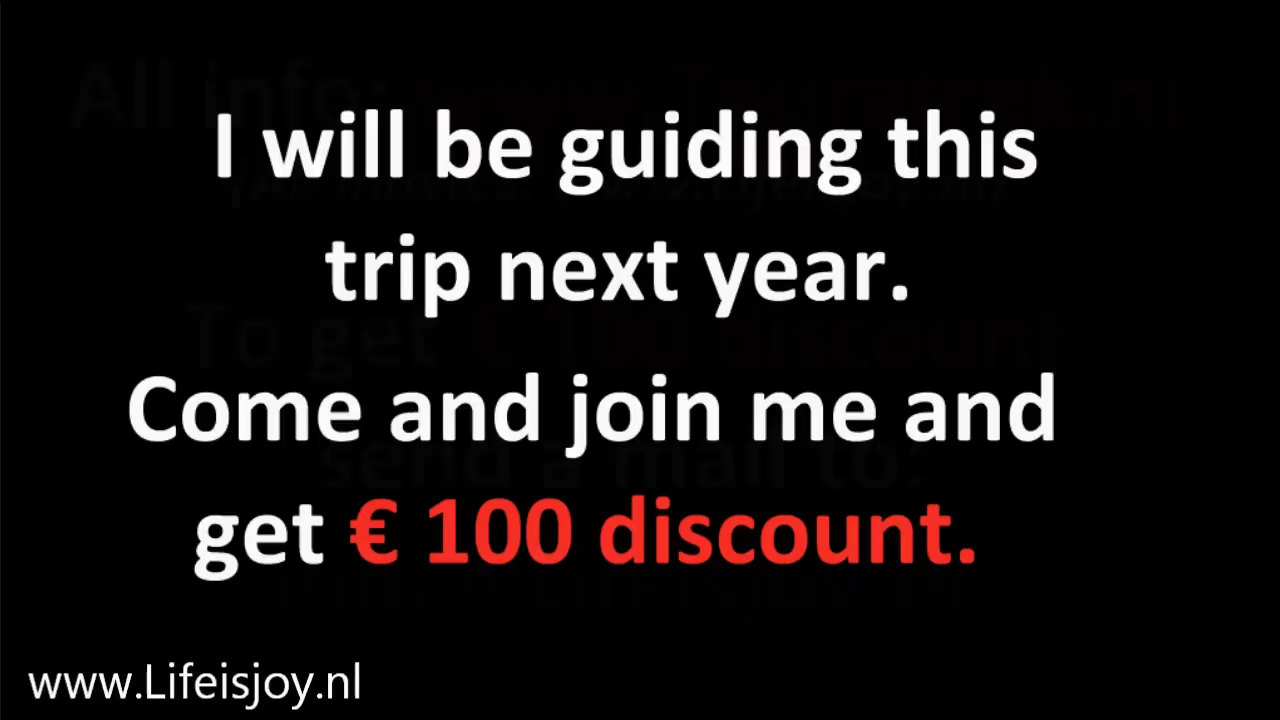 I will be guiding this
trip next year.
Come and join me and
get € 100 discount.
www.Lifeisjoy.nl